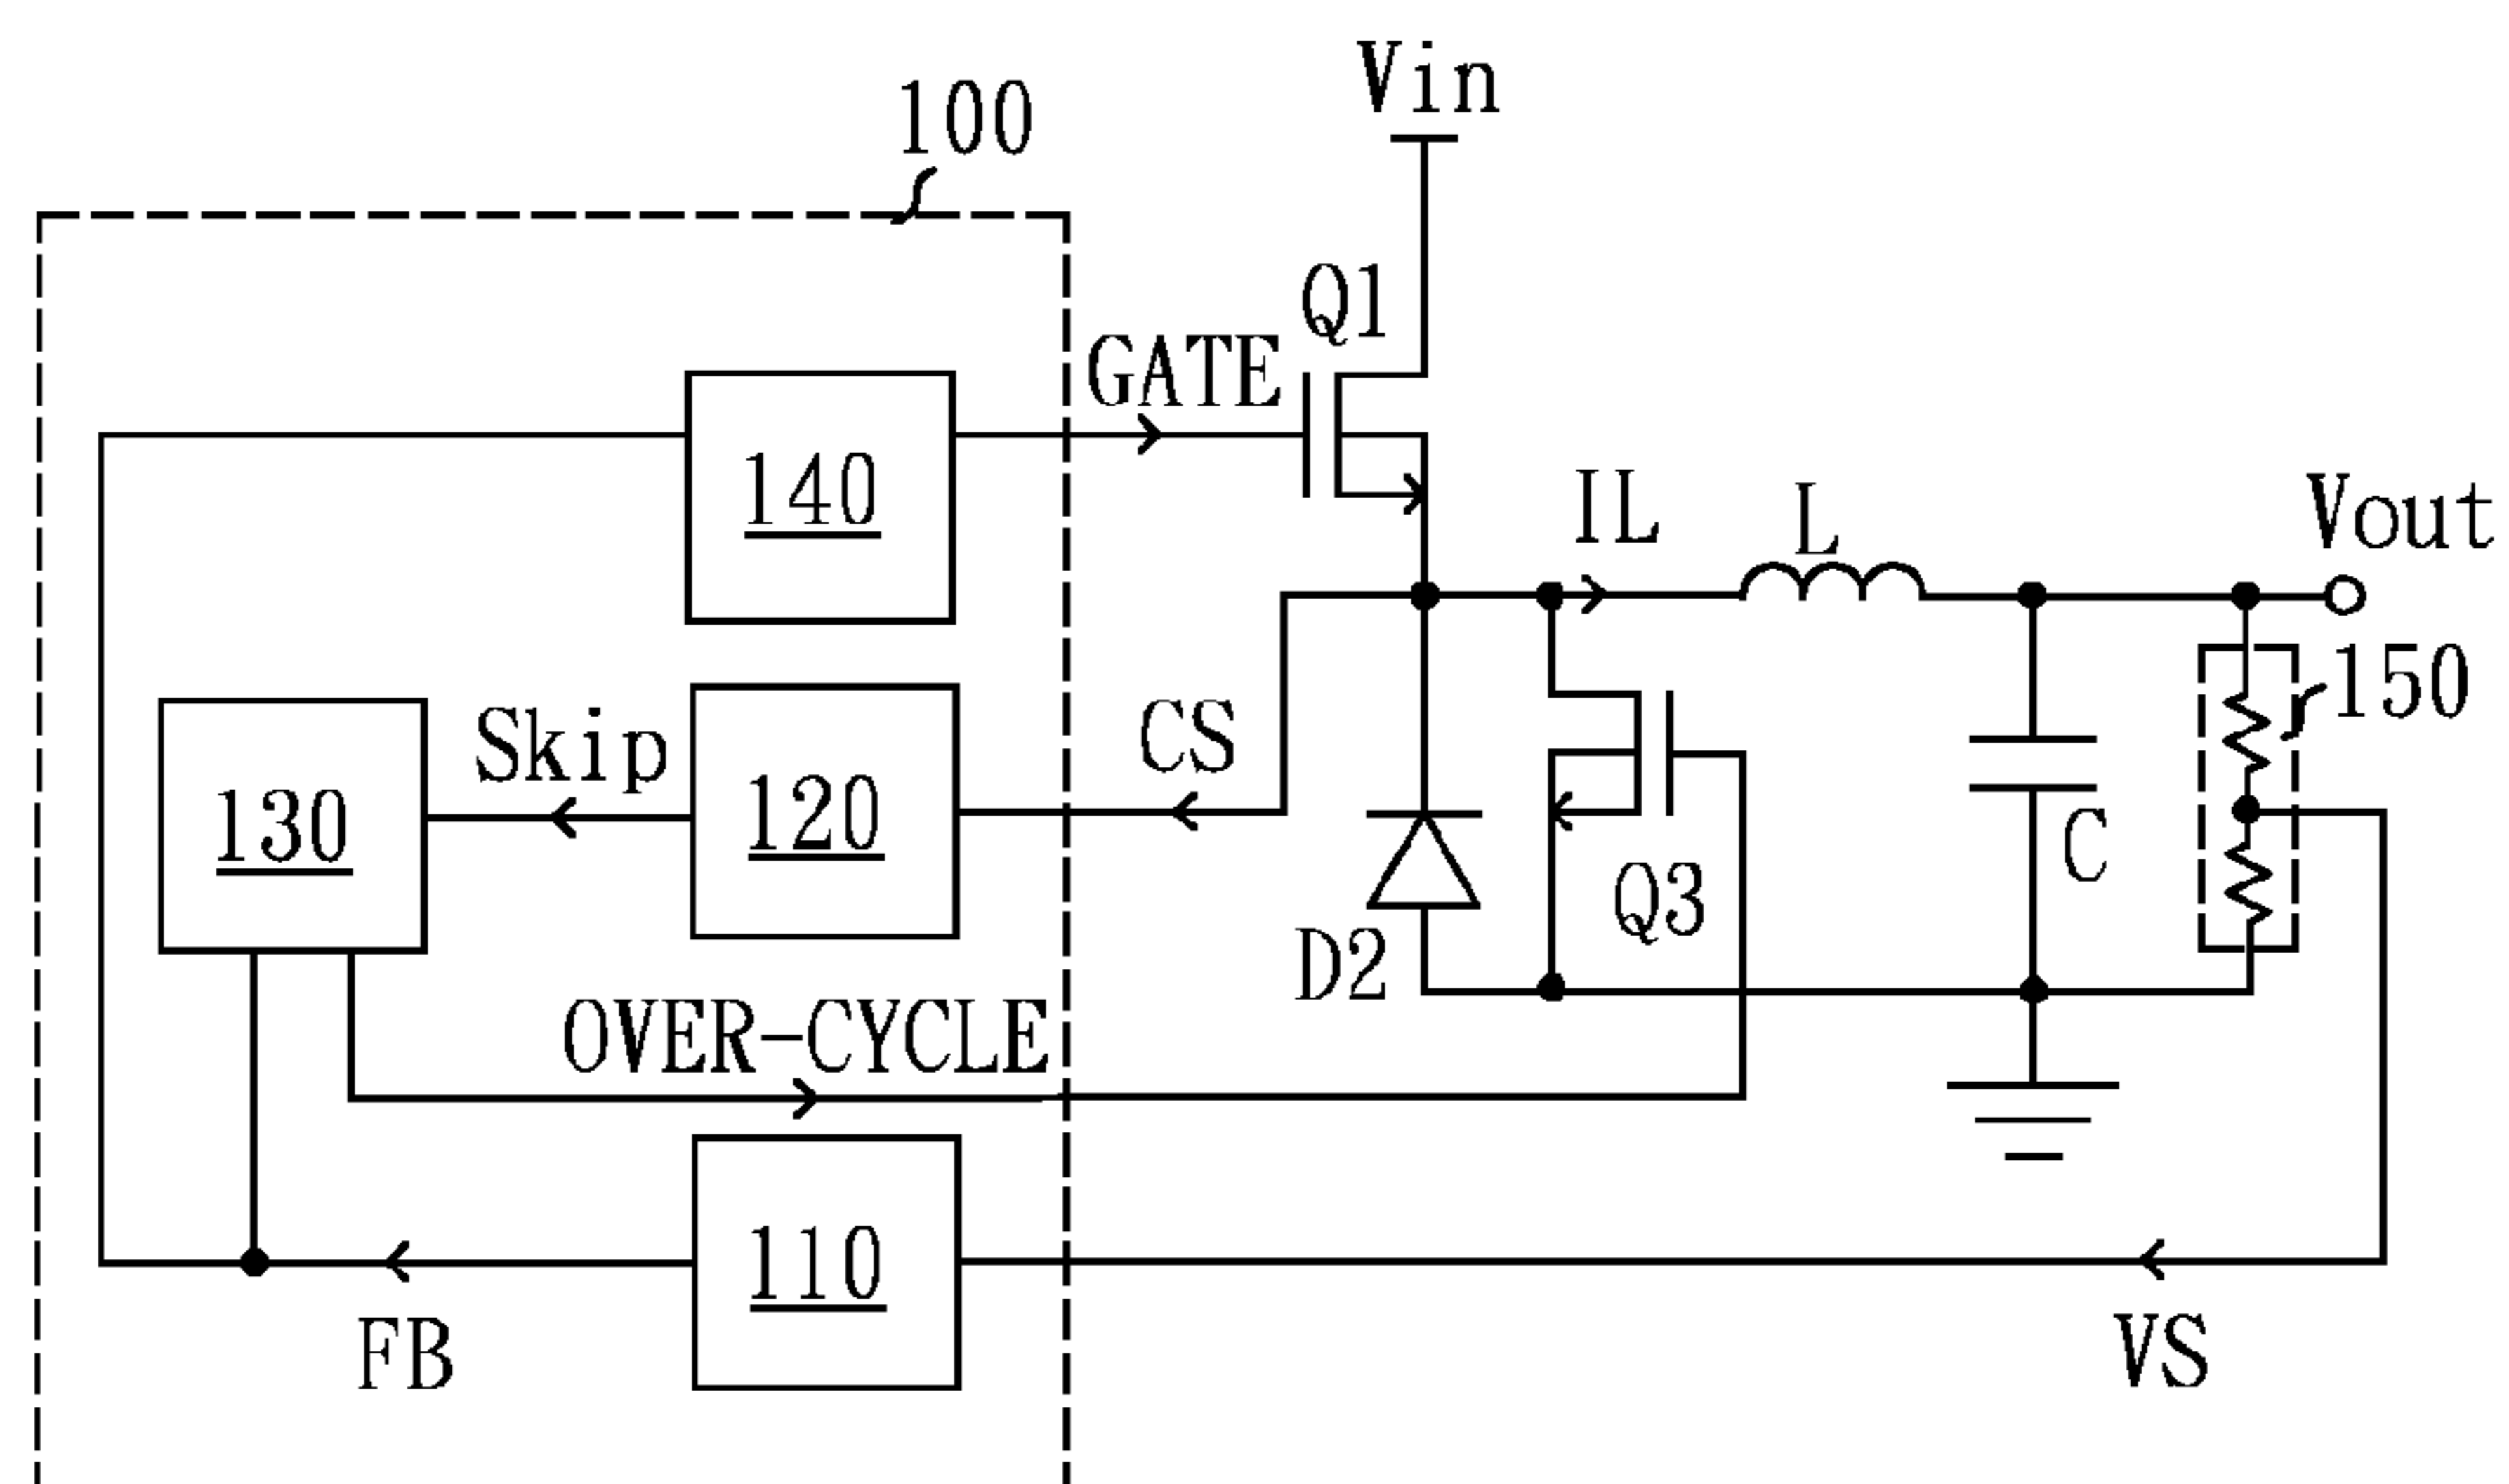 Vin
100
Q1
GATE
IL
L
Vout
140
150
Skip
CS
130
120
C
Q3
D2
OVER-CYCLE
110
FB
VS